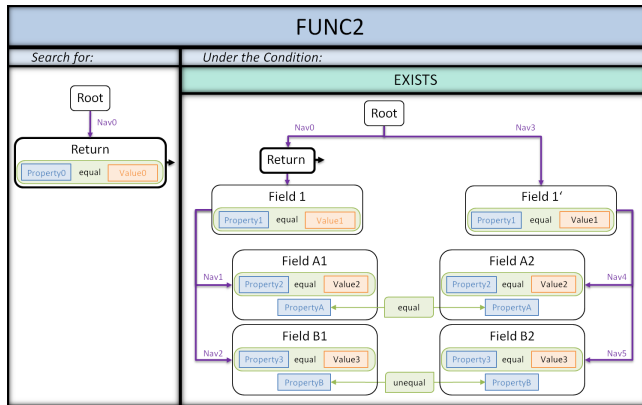 FUNC2
Search for:
Under the Condition:
EXISTS
Root
Nav0
Return
Property0 equal Value0
Root
Nav0 Nav3
Return
Field 1 Field 1‘
Property1 equal Value1 Property1 equal Value1
Field A1 Field A2
Nav1 Property2 equal Value2 Property2 equal Value2 Nav4
PropertyA equal PropertyA
Field B1 Field B2
Nav2 Property3 equal Value3 Property3 equal Value3 Nav5
PropertyB unequal PropertyB